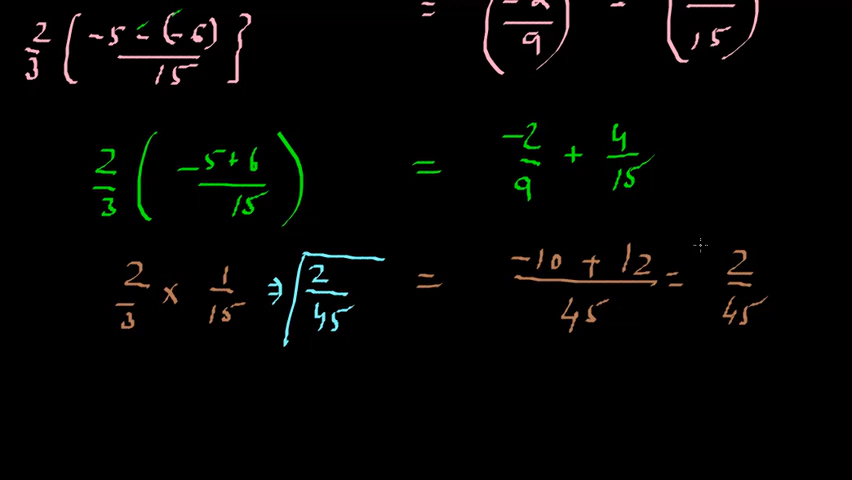 2/3 { (-5 - (-6))/15 } = ( /9) - ( /15)
2/3 ( (-5+6)/15 ) = -2/9 + 4/15
2/3 × 1/15 ⇒ 2/45 = (-10 + 12)/45 = 2/45